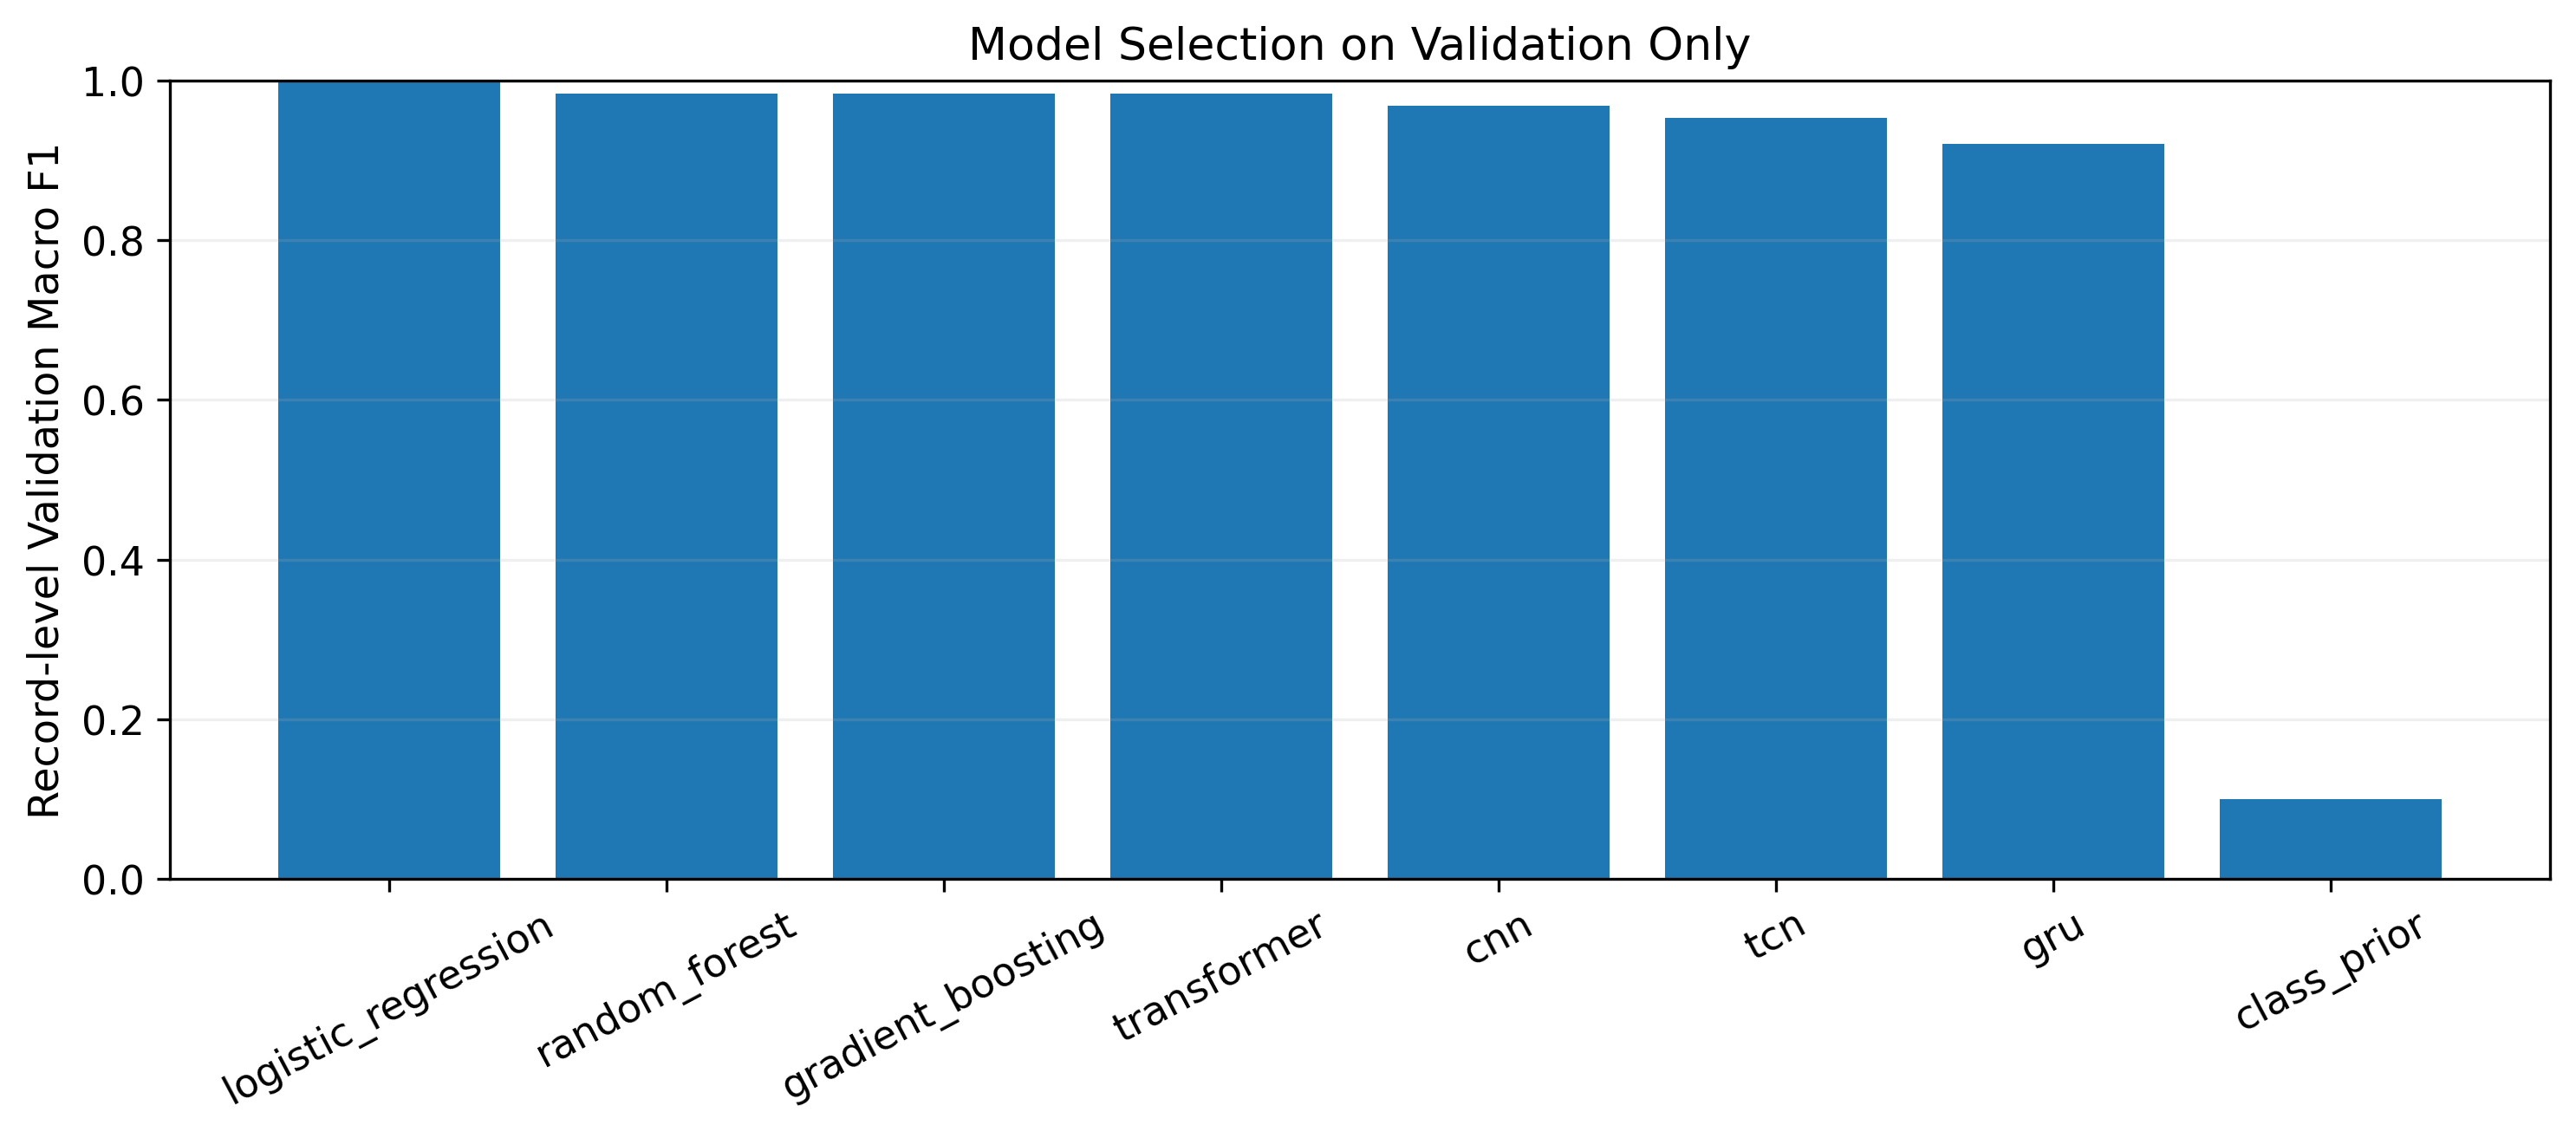 Model Selection on Validation Only
Record-level Validation Macro F1
1.0
0.8
0.6
0.4
0.2
0.0
logistic_regression
random_forest
gradient_boosting
transformer
cnn
tcn
gru
class_prior